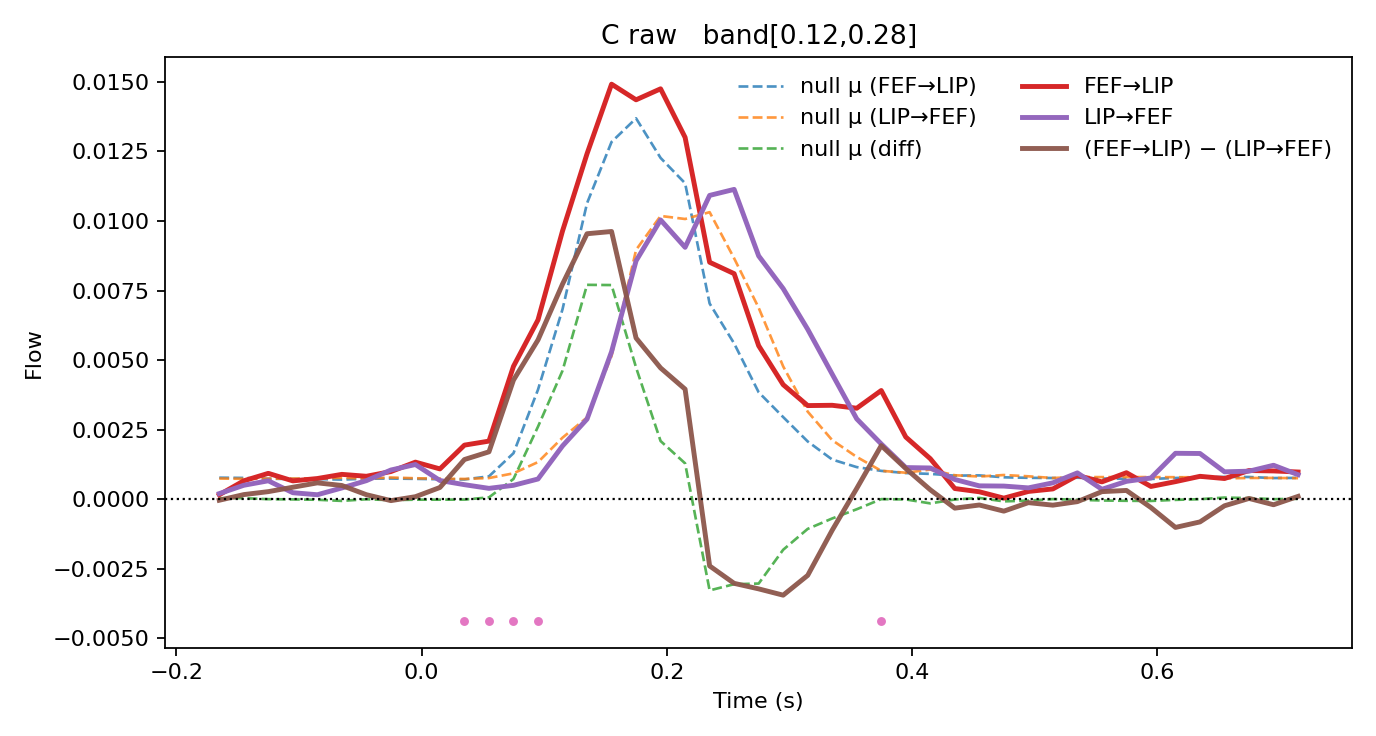 C raw   band[0.12,0.28]
null μ (FEF→LIP)
null μ (LIP→FEF)
null μ (diff)
FEF→LIP
LIP→FEF
(FEF→LIP) − (LIP→FEF)
Flow
0.0150
0.0125
0.0100
0.0075
0.0050
0.0025
0.0000
−0.0025
−0.0050
−0.2
0.0
0.2
0.4
0.6
Time (s)